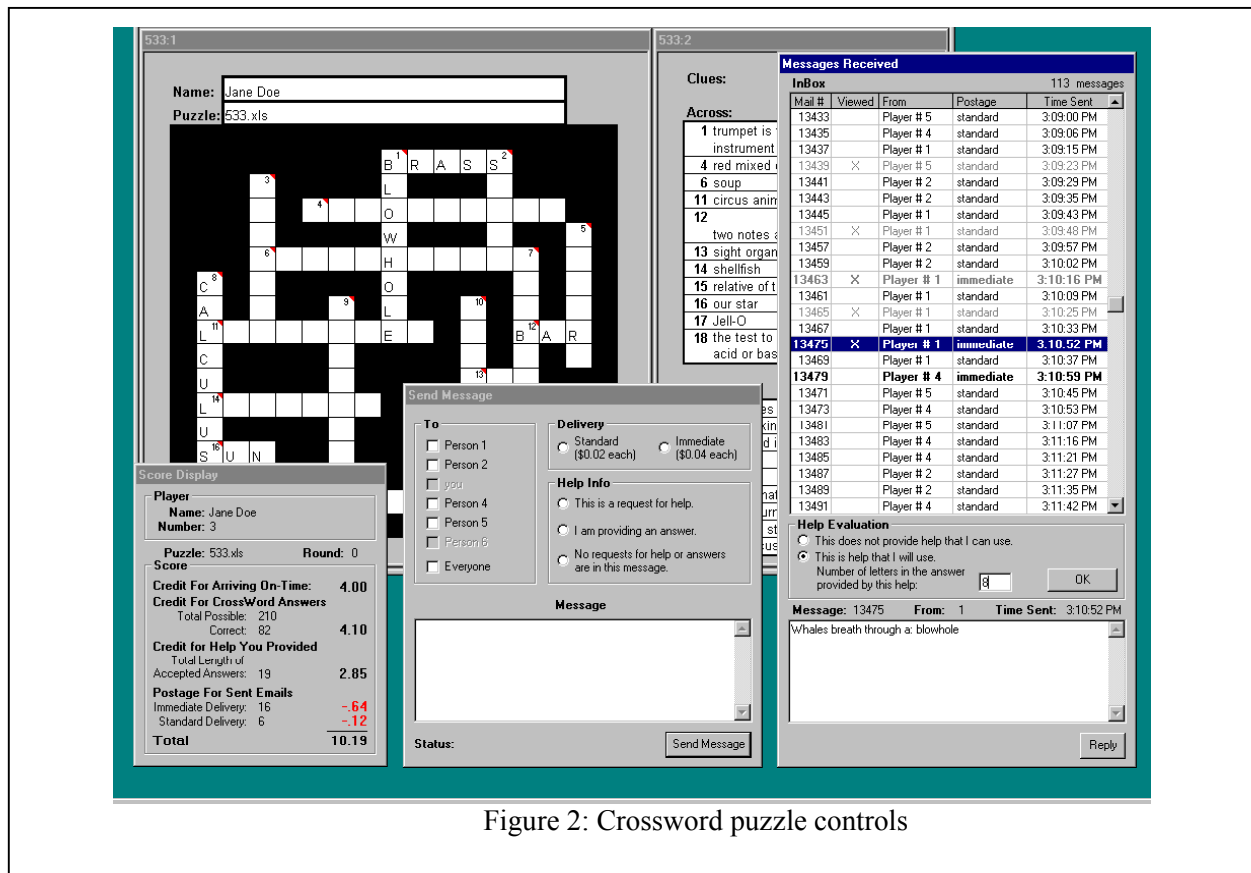 533:1
Name: Jane Doe
Puzzle: 533.xls
1 B R A S S 2
3 L
4 O
W 5
6 H 7
8 C O
A 9 10 L
11 L E B 12 A R
C
U 13
14 L
U
S 16 U N
533:2
Clues:
Across:
1 trumpet is
instrument
4 red mixed
6 soup
11 circus anim
12
two notes a
13 sight organ
14 shellfish
15 relative of t
16 our star
17 Jell-O
18 the test to
acid or bas
Messages Received
InBox 113 messages
Mail # Viewed From Postage Time Sent
13433 Player # 5 standard 3:09:00 PM
13435 Player # 4 standard 3:09:06 PM
13437 Player # 1 standard 3:09:15 PM
13439 X Player # 5 standard 3:09:23 PM
13441 Player # 2 standard 3:09:29 PM
13443 Player # 2 standard 3:09:35 PM
13445 Player # 1 standard 3:09:43 PM
13451 X Player # 1 standard 3:09:48 PM
13457 Player # 2 standard 3:09:57 PM
13459 Player # 2 standard 3:10:02 PM
13463 X Player # 1 immediate 3:10:16 PM
13461 Player # 1 standard 3:10:09 PM
13465 X Player # 1 standard 3:10:25 PM
13467 Player # 1 standard 3:10:33 PM
13475 X Player # 1 immediate 3:10:52 PM
13469 Player # 1 standard 3:10:37 PM
13479 Player # 4 immediate 3:10:59 PM
13471 Player # 5 standard 3:10:45 PM
13473 Player # 4 standard 3:10:53 PM
13481 Player # 5 standard 3:11:07 PM
13483 Player # 4 standard 3:11:16 PM
13485 Player # 4 standard 3:11:21 PM
13487 Player # 2 standard 3:11:27 PM
13489 Player # 2 standard 3:11:35 PM
13491 Player # 4 standard 3:11:42 PM
Help Evaluation
This does not provide help that I can use.
This is help that I will use.
Number of letters in the answer
provided by this help: 8 OK
Message: 13475 From: 1 Time Sent: 3:10:52 PM
Whales breath through a: blowhole
Reply
Send Message
To
Person 1
Person 2
you
Person 4
Person 5
Person 6
Everyone
Delivery
Standard
($0.02 each)
Immediate
($0.04 each)
Help Info
This is a request for help.
I am providing an answer.
No requests for help or answers
are in this message.
Message
Status: Send Message
Score Display
Player
Name: Jane Doe
Number: 3
Puzzle: 533.xls Round: 0
Score
Credit For Arriving On-Time: 4.00
Credit For CrossWord Answers
Total Possible: 210
Correct: 82 4.10
Credit for Help You Provided
Total Length of
Accepted Answers: 19 2.85
Postage For Sent Emails
Immediate Delivery: 16 -.64
Standard Delivery: 6 -.12
Total 10.19
Figure 2: Crossword puzzle controls